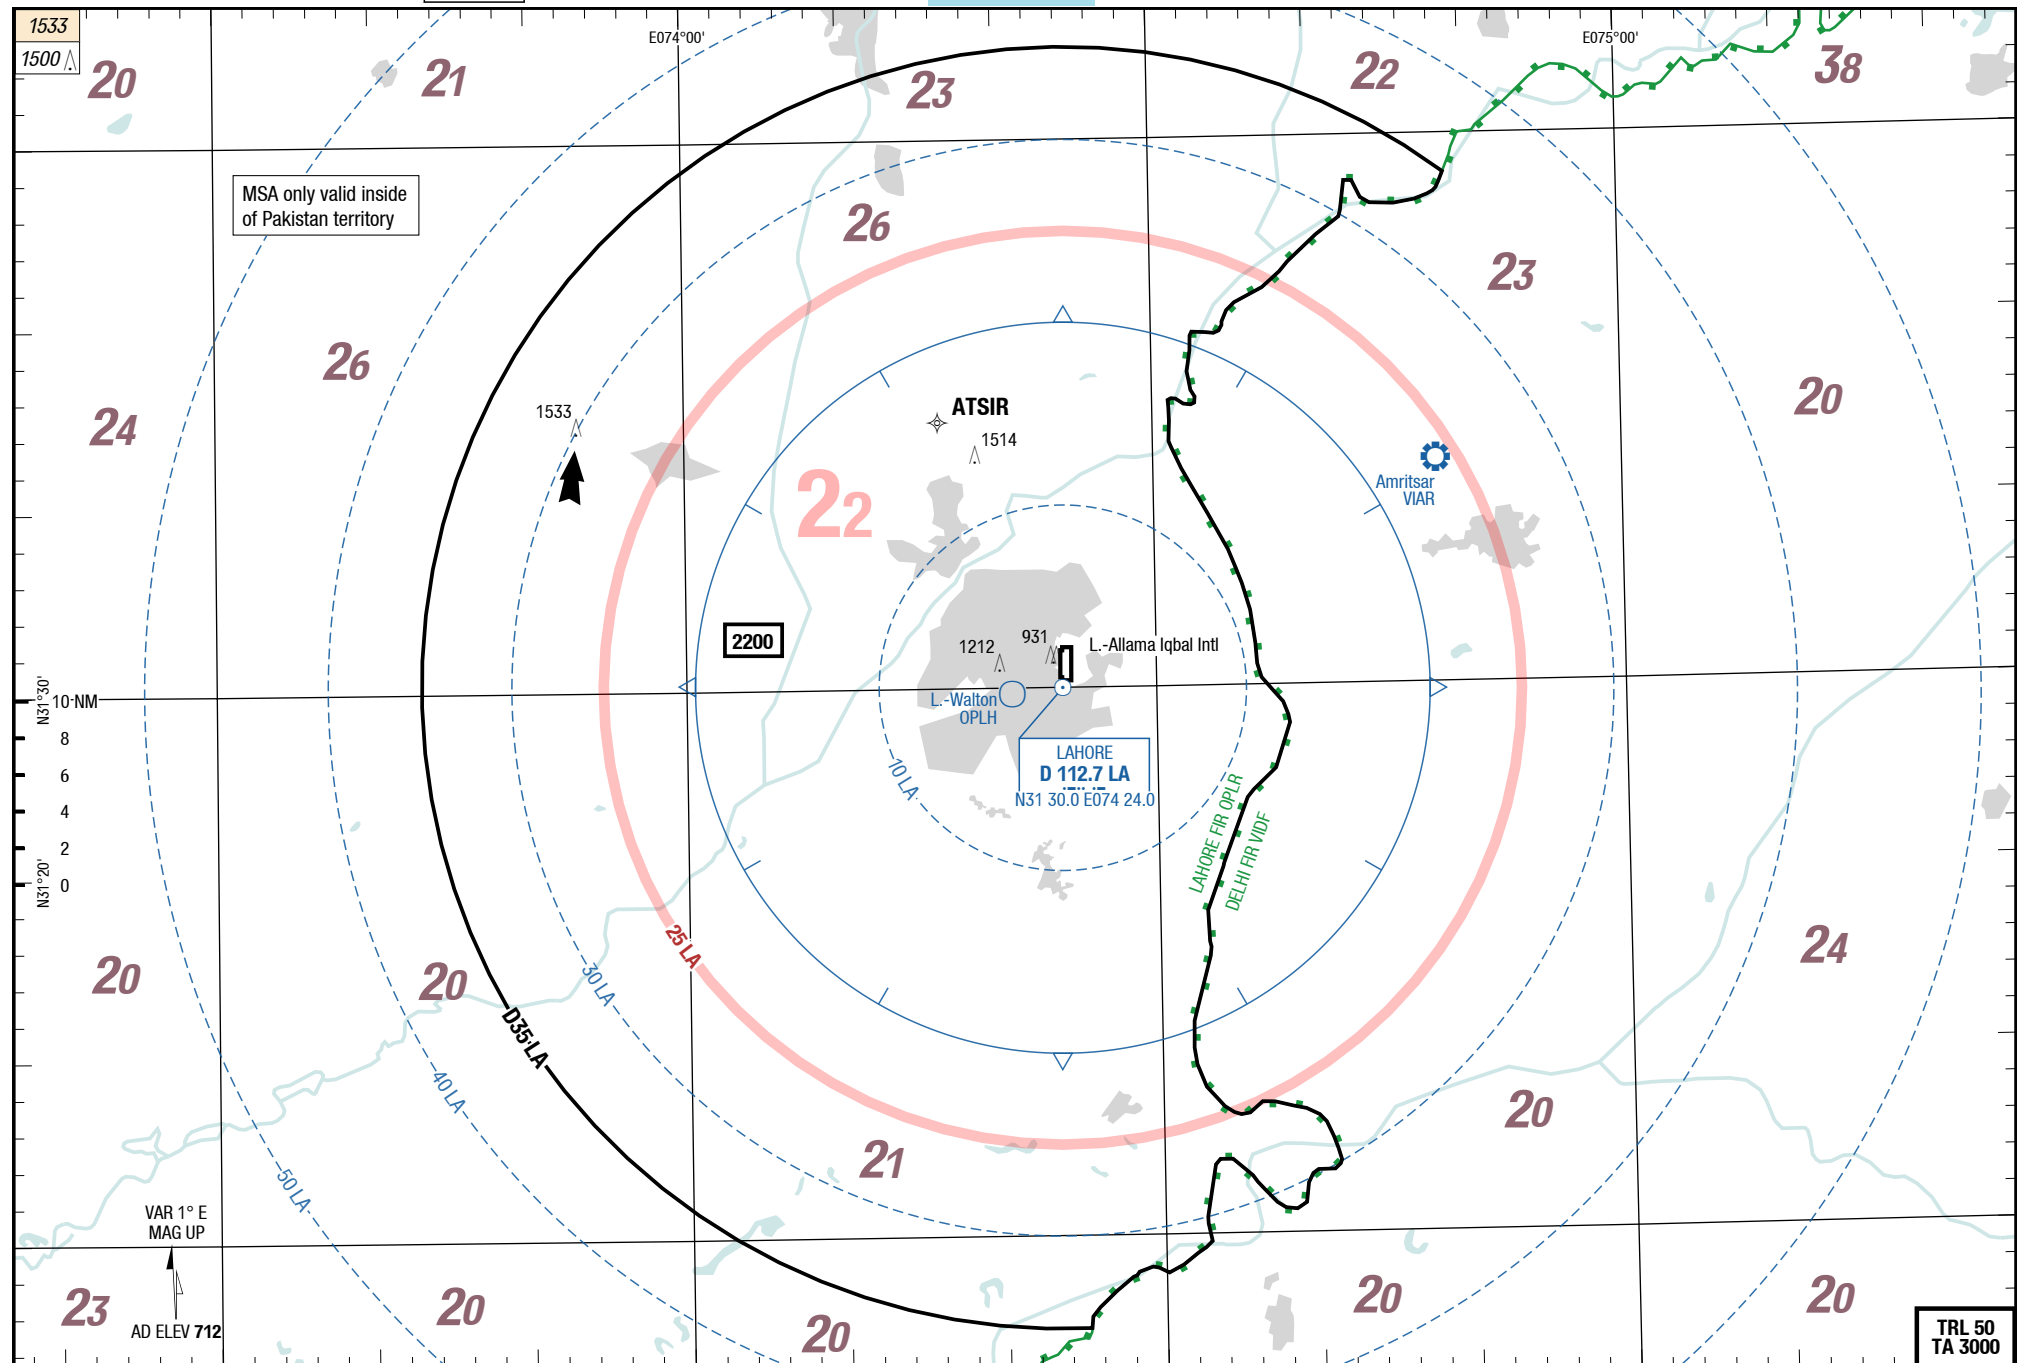 1533
1500
E074°00'
E075°00'
20
21
23
22
38
MSA only valid inside
of Pakistan territory
26
23
26
24
20
1533
ATSIR
1514
22
Amritsar
VIAR
2200
1212
931
L.-Allama Iqbal Intl
L.-Walton
OPLH
N31°30'
10 NM
8
6
4
2
0
N31°20'
LAHORE
D 112.7 LA
N31 30.0 E074 24.0
10 LA
LAHORE FIR OPLR
DELHI FIR VIDF
25 LA
30 LA
D35 LA
40 LA
50 LA
20
20
24
20
21
VAR 1° E
MAG UP
AD ELEV 712
23
20
20
20
20
TRL 50
TA 3000